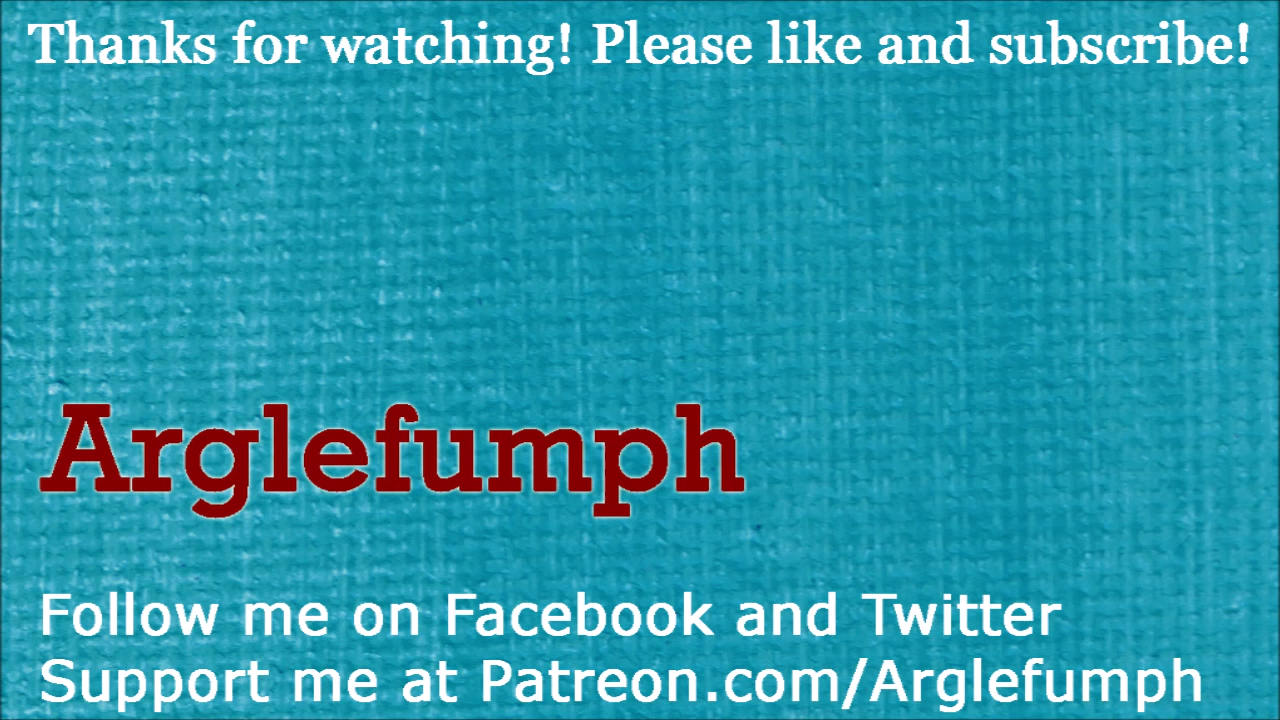 Thanks for watching! Please like and subscribe!
Arglefumph
Follow me on Facebook and Twitter
Support me at Patreon.com/Arglefumph